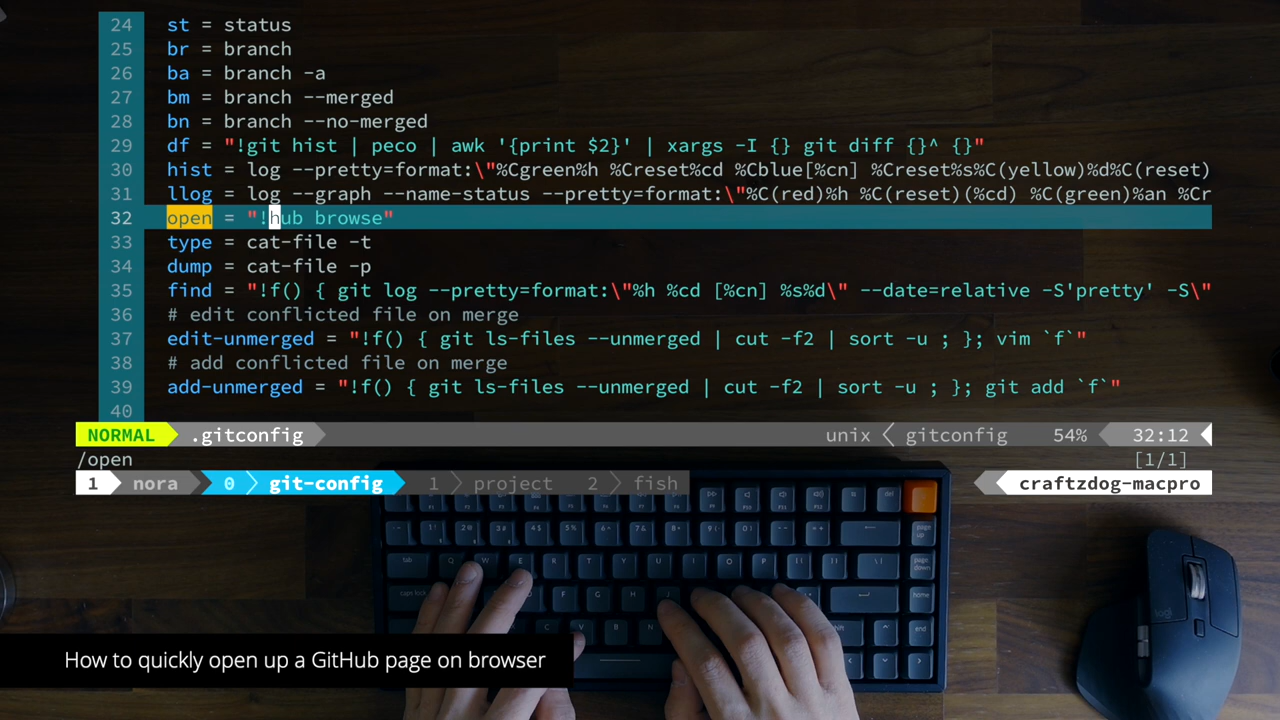 24 st = status
25 br = branch
26 ba = branch -a
27 bm = branch --merged
28 bn = branch --no-merged
29 df = "!git hist | peco | awk '{print $2}' | xargs -I {} git diff {}^ {}"
30 hist = log --pretty=format:\"%Cgreen%h %Creset%cd %Cblue[%cn] %Creset%s%C(yellow)%d%C(reset)
31 llog = log --graph --name-status --pretty=format:\"%C(red)%h %C(reset)(%cd) %C(green)%an %Cr
32 open = "!hub browse"
33 type = cat-file -t
34 dump = cat-file -p
35 find = "!f() { git log --pretty=format:\"%h %cd [%cn] %s%d\" --date=relative -S'pretty' -S\"
36 # edit conflicted file on merge
37 edit-unmerged = "!f() { git ls-files --unmerged | cut -f2 | sort -u ; }; vim `f`"
38 # add conflicted file on merge
39 add-unmerged = "!f() { git ls-files --unmerged | cut -f2 | sort -u ; }; git add `f`"
40
NORMAL .gitconfig unix gitconfig 54% 32:12
/open [1/1]
1 nora 0 git-config 1 project 2 fish craftzdog-macpro
tab Q W E R T Y U I O P
caps lock
home
end
logi
How to quickly open up a GitHub page on browser